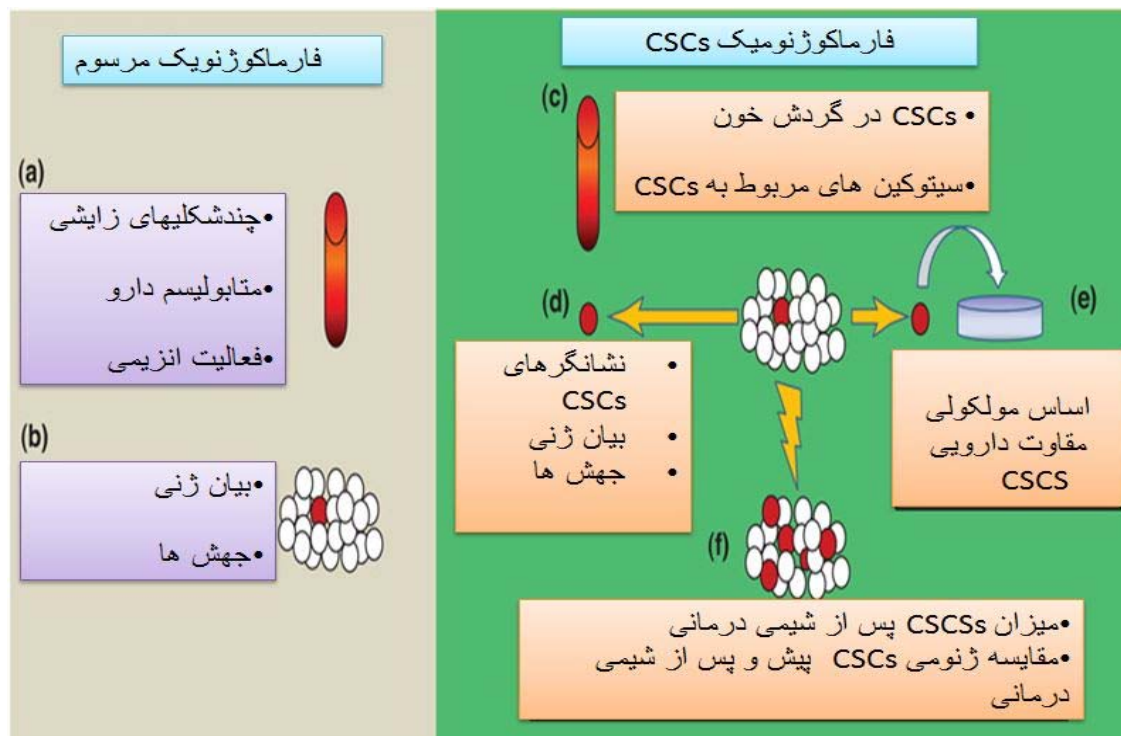 فارماکوژنویک مرسوم
(a)
•چندشکلیهای زایشی
•متابولیسم دارو
•فعالیت انزیمی
(b)
•بیان ژنی
•جهش ها
فارماکوژنومیک CSCs
(c)
•CSCs در گردش خون
•سیتوکین های مربوط به CSCs
(d)
• نشانگرهای
CSCs
• بیان ژنی
• جهش ها
(e)
اساس مولکولی
مقاوت دارویی
CSCS
(f)
•میزان CSCSs پس از شیمی درمانی
•مقایسه ژنومی CSCs پیش و پس از شیمی
درمانی